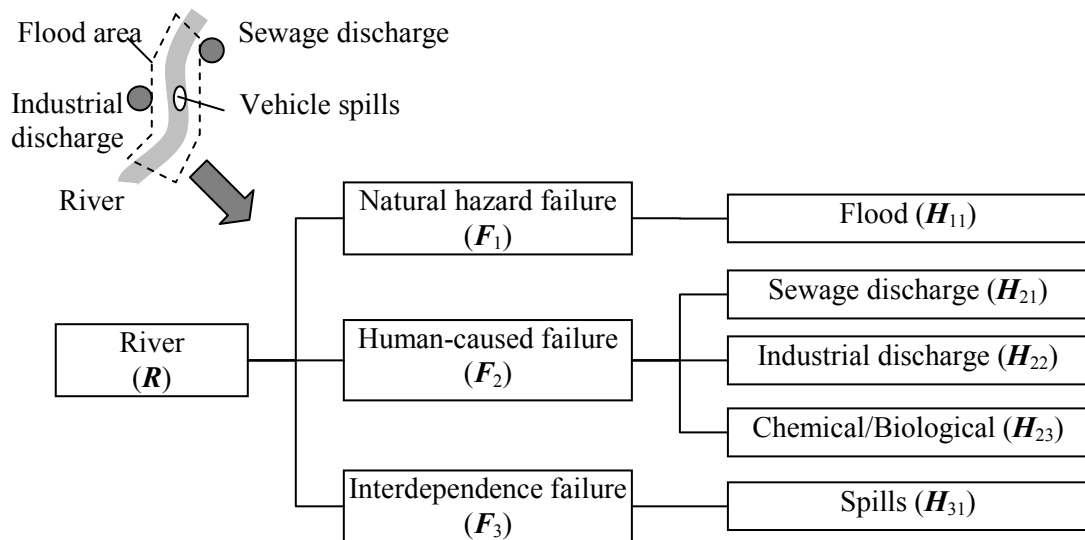 Flood area
Sewage discharge
Industrial
discharge
Vehicle spills
River
Natural hazard failure
(F₁)
Flood (H₁₁)
Sewage discharge (H₂₁)
River
(R)
Human-caused failure
(F₂)
Industrial discharge (H₂₂)
Chemical/Biological (H₂₃)
Interdependence failure
(F₃)
Spills (H₃₁)